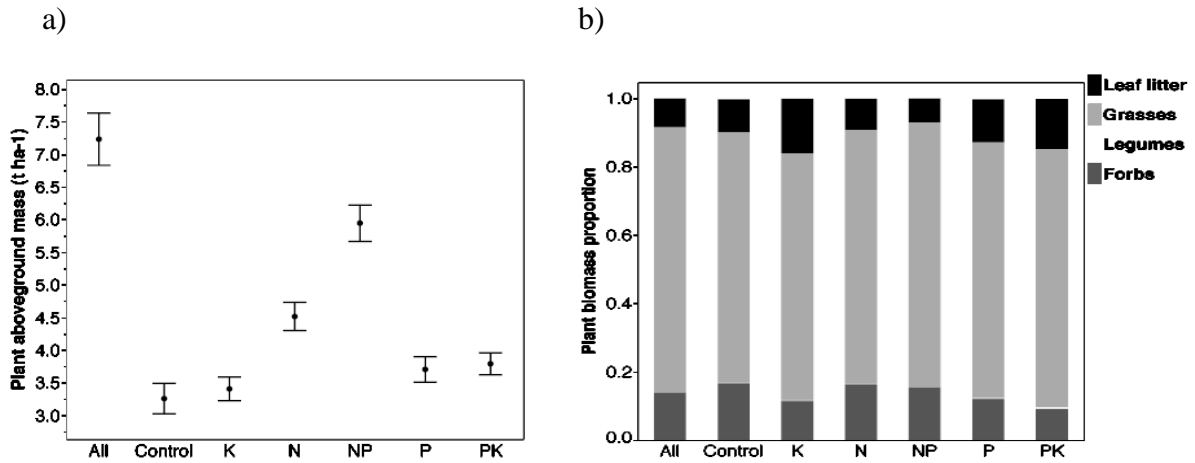 a)
Plant aboveground mass (t ha-1)
8.0
7.5
7.0
6.5
6.0
5.5
5.0
4.5
4.0
3.5
3.0
All Control K N NP P PK
b)
Plant biomass proportion
1.0
0.8
0.6
0.4
0.2
0.0
All Control K N NP P PK
Leaf litter
Grasses
Legumes
Forbs